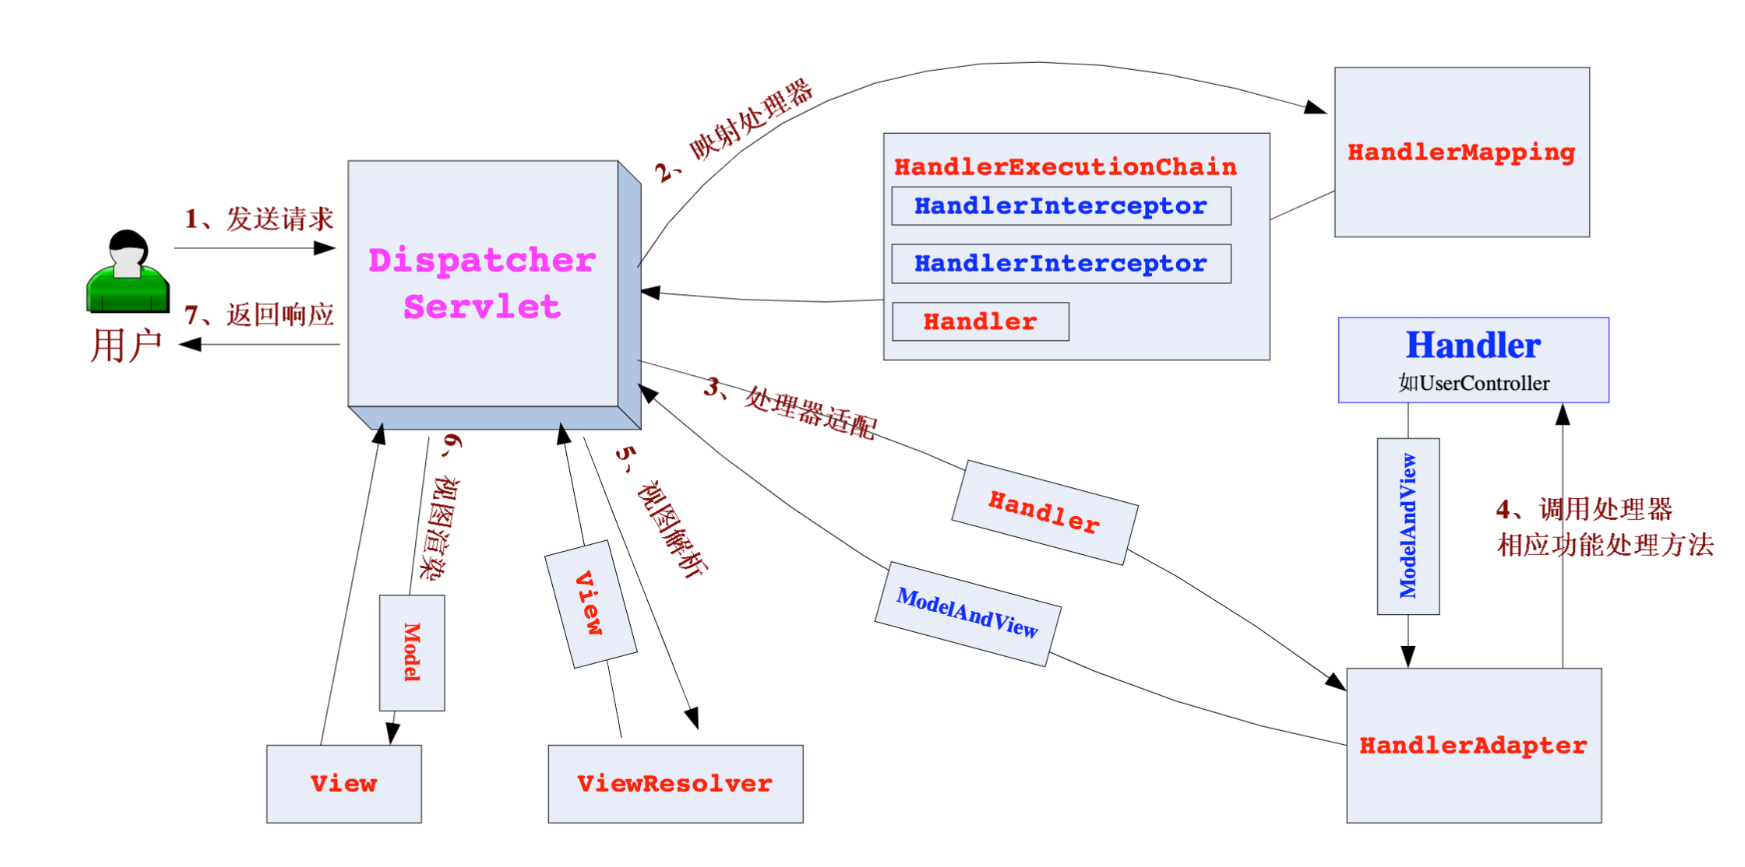 1、发送请求
7、返回响应
用户
Dispatcher
Servlet
2、映射处理器
HandlerExecutionChain
HandlerInterceptor
HandlerInterceptor
Handler
HandlerMapping
3、处理器适配
Handler
ModelAndView
Handler
如UserController
ModelAndView
4、调用处理器
相应功能处理方法
HandlerAdapter
5、视图解析
View
ViewResolver
6、视图渲染
Model
View